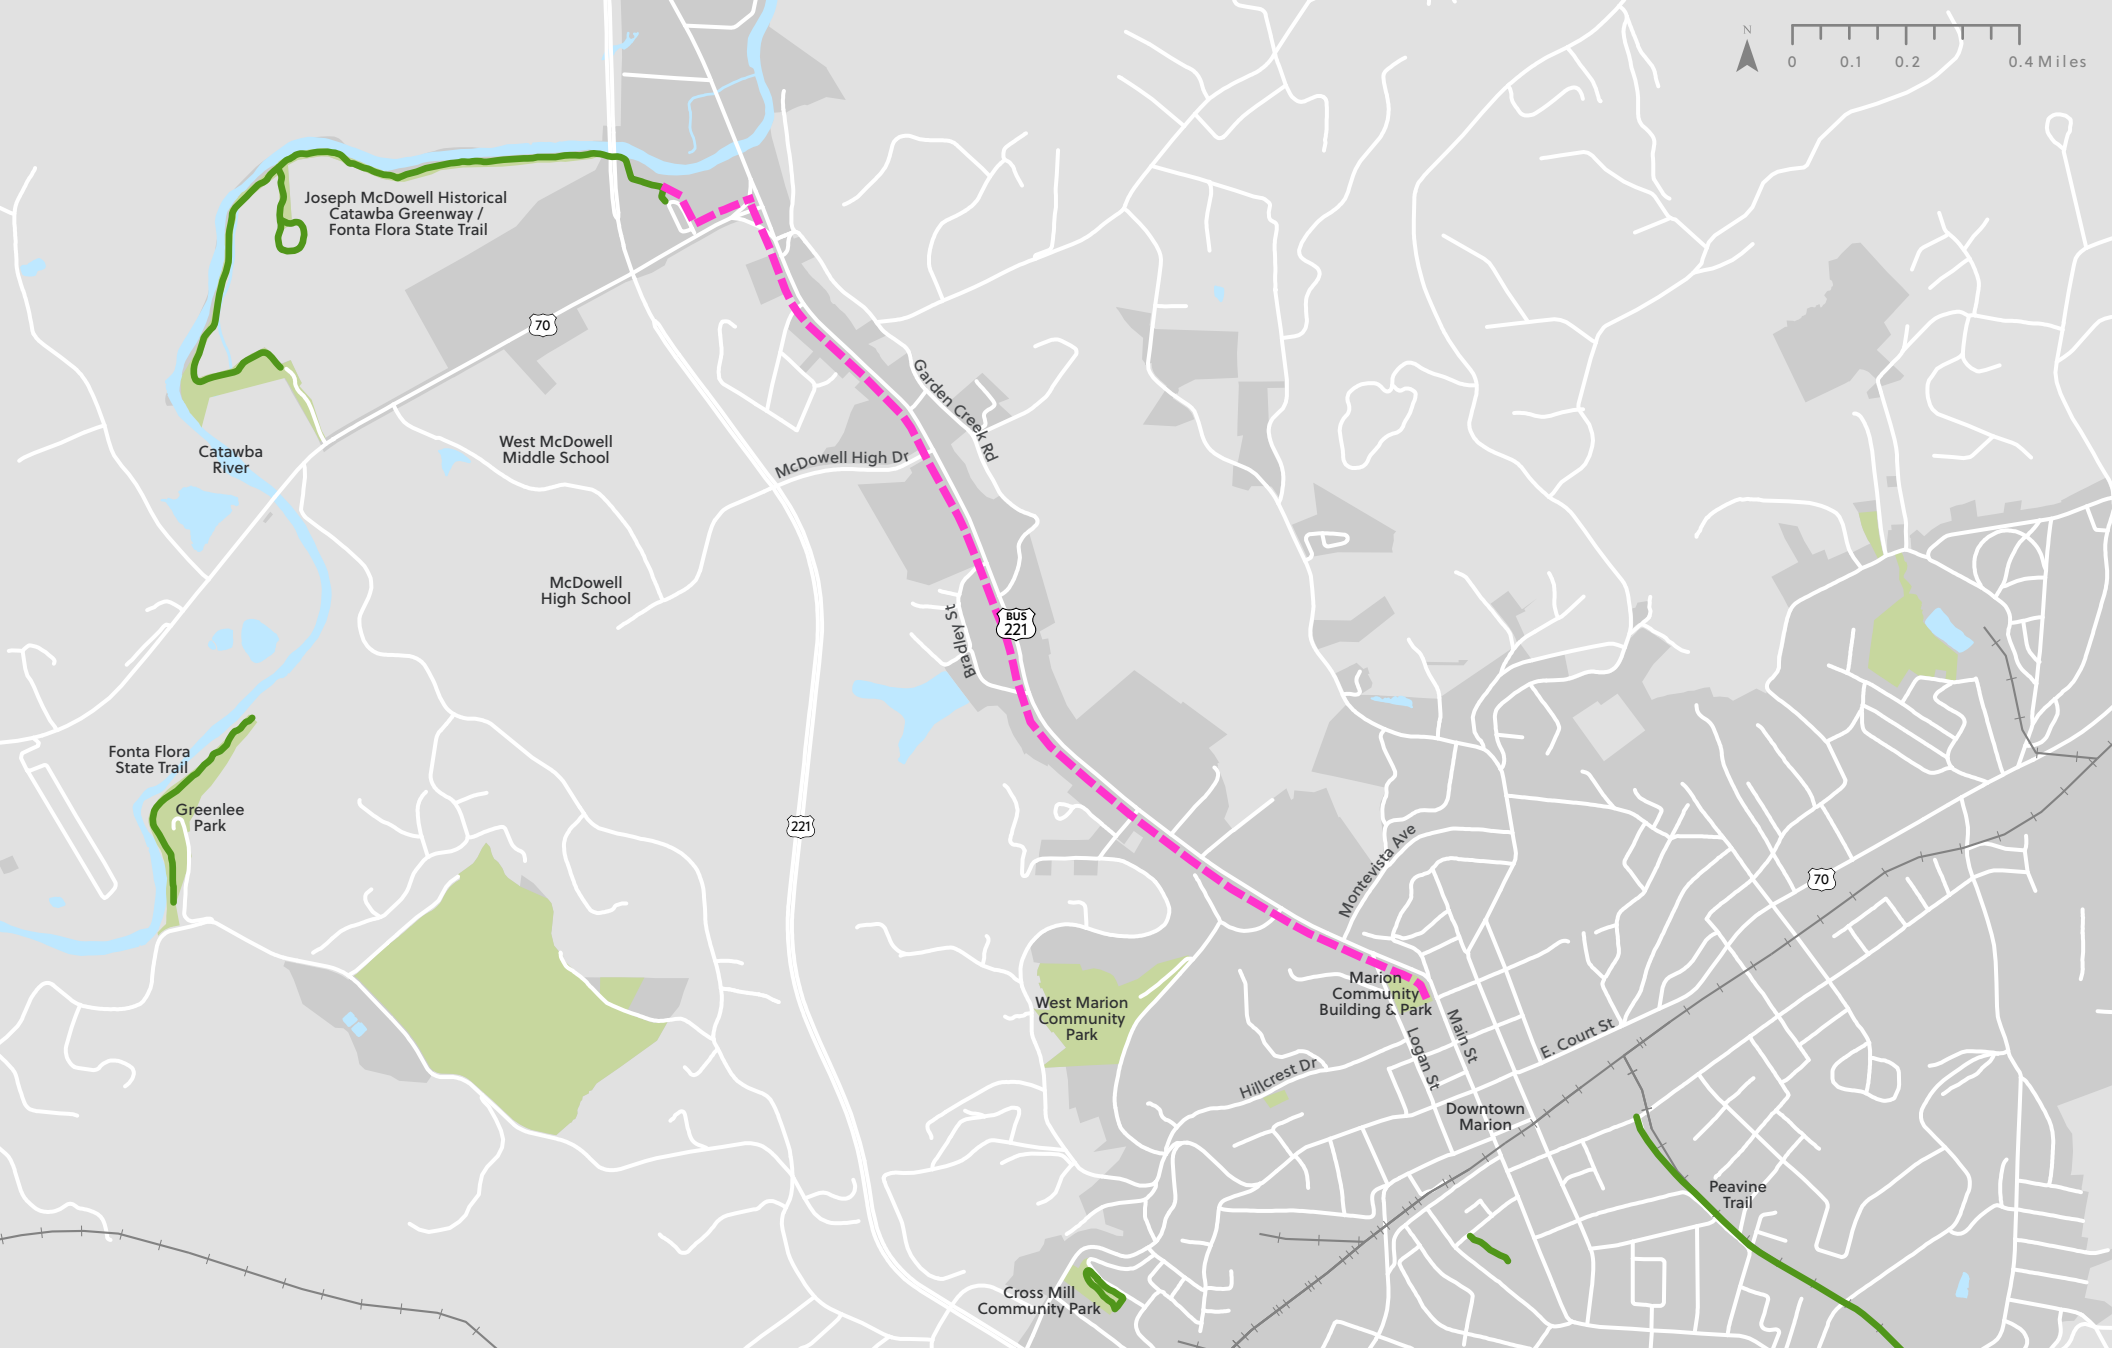 N
0 0.1 0.2 0.4 Miles
Joseph McDowell Historical
Catawba Greenway /
Fonta Flora State Trail
70
Garden Creek Rd
West McDowell
Middle School
McDowell High Dr
Catawba
River
McDowell
High School
Bradley St
BUS
221
Fonta Flora
State Trail
Greenlee
Park
221
Montevista Ave
70
Marion
Community
Building & Park
West Marion
Community
Park
Main St
Logan St
E. Court St
Hillcrest Dr
Downtown
Marion
Peavine
Trail
Cross Mill
Community Park